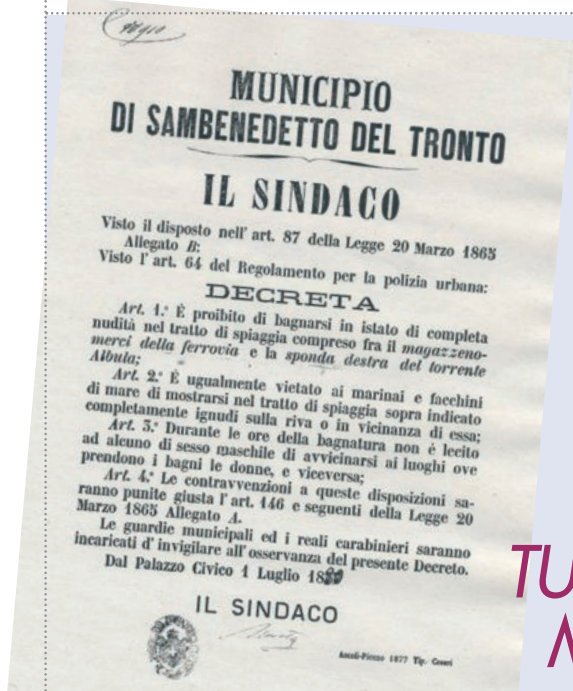 MUNICIPIO
DI SAMBENEDETTO DEL TRONTO
IL SINDACO
Visto il disposto nell' art. 87 della Legge 20 Marzo 1865
Allegato B:
Visto l' art. 64 del Regolamento per la polizia urbana:
DECRETA
Art. 1.° È proibito di bagnarsi in istato di completa
nudità nel tratto di spiaggia compreso fra il magazzeno-
merci della ferrovia e la sponda destra del torrente
Albula;
Art. 2.° È ugualmente vietato ai marinai e facchini
di mare di mostrarsi nel tratto di spiaggia sopra indicato
completamente ignudi sulla riva o in vicinanza di essa;
Art. 3.° Durante le ore della bagnatura non è lecito
ad alcuno di sesso maschile di avvicinarsi ai luoghi ove
prendono i bagni le donne, e viceversa;
Art. 4.° Le contravvenzioni a queste disposizioni sa-
ranno punite giusta l' art. 146 e seguenti della Legge 20
Marzo 1865 Allegato A.
Le guardie municipali ed i reali carabinieri saranno
incaricati d' invigilare all' osservanza del presente Decreto.
Dal Palazzo Civico 1 Luglio
IL SINDACO
Ascoli-Piceno 1877 Tip. Cesari
TU
N